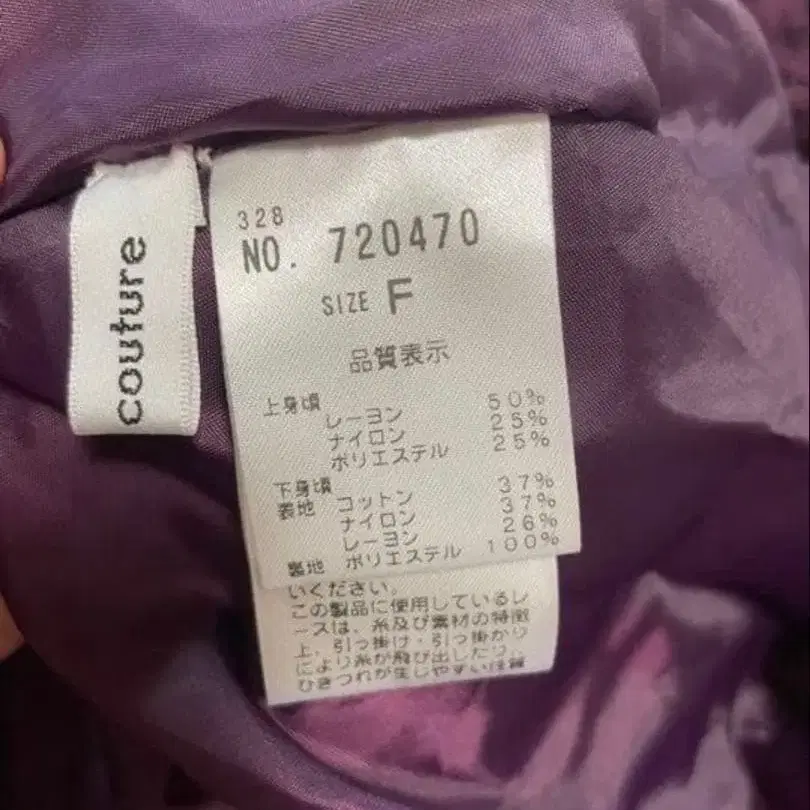 couture
328
NO. 720470
SIZE F
品質表示
上身頃
レーヨン 50%
ナイロン 25%
ポリエステル 25%
下身頃
表地 コットン 37%
ナイロン 37%
レーヨン 26%
裏地 ポリエステル 100%
いください。
この製品に使用しているレ
ースは、糸及び素材の特徴
上、引っ掛け・引っ掛かり
により糸が飛び出したり、
ひきつれが生じやすい性質